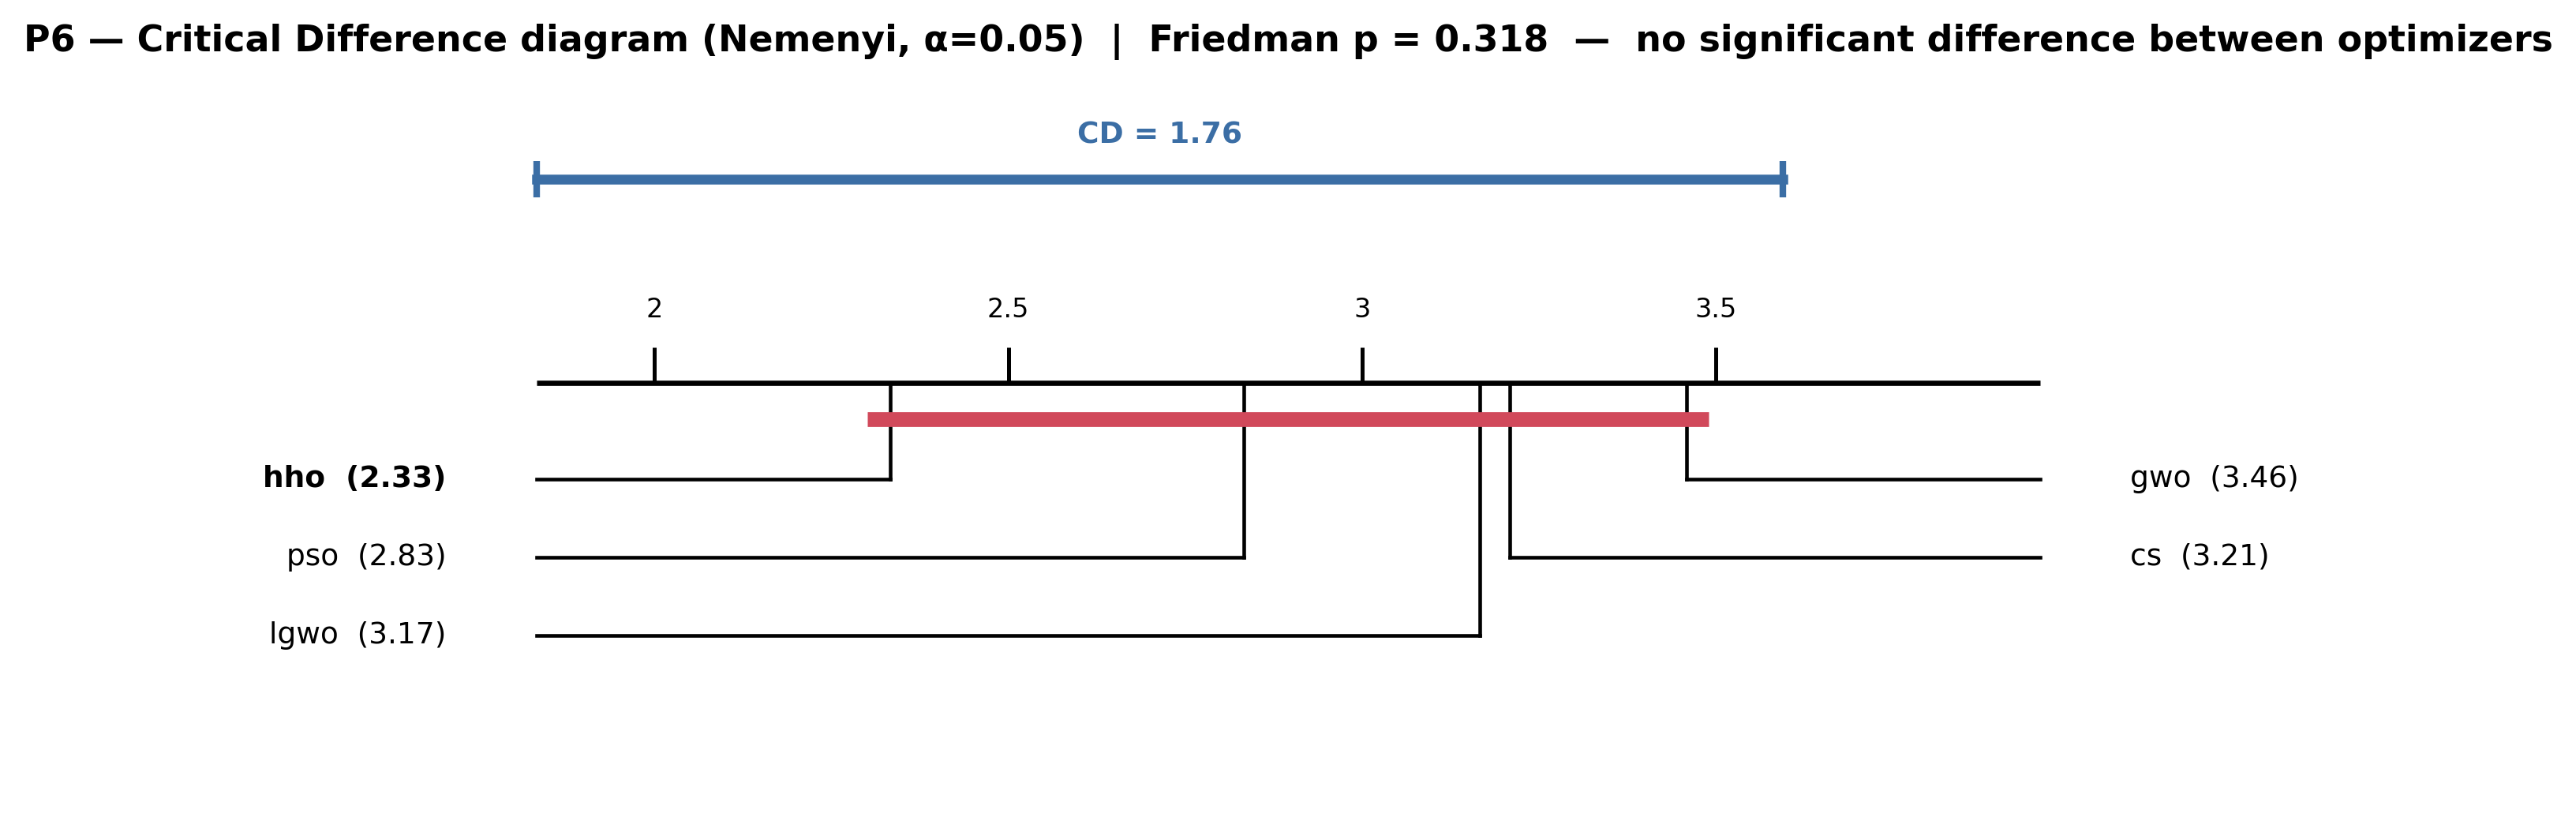 P6 — Critical Difference diagram (Nemenyi, α=0.05) | Friedman p = 0.318 — no significant difference between optimizers
CD = 1.76
2 2.5 3 3.5
hho (2.33)
gwo (3.46)
pso (2.83)
cs (3.21)
lgwo (3.17)